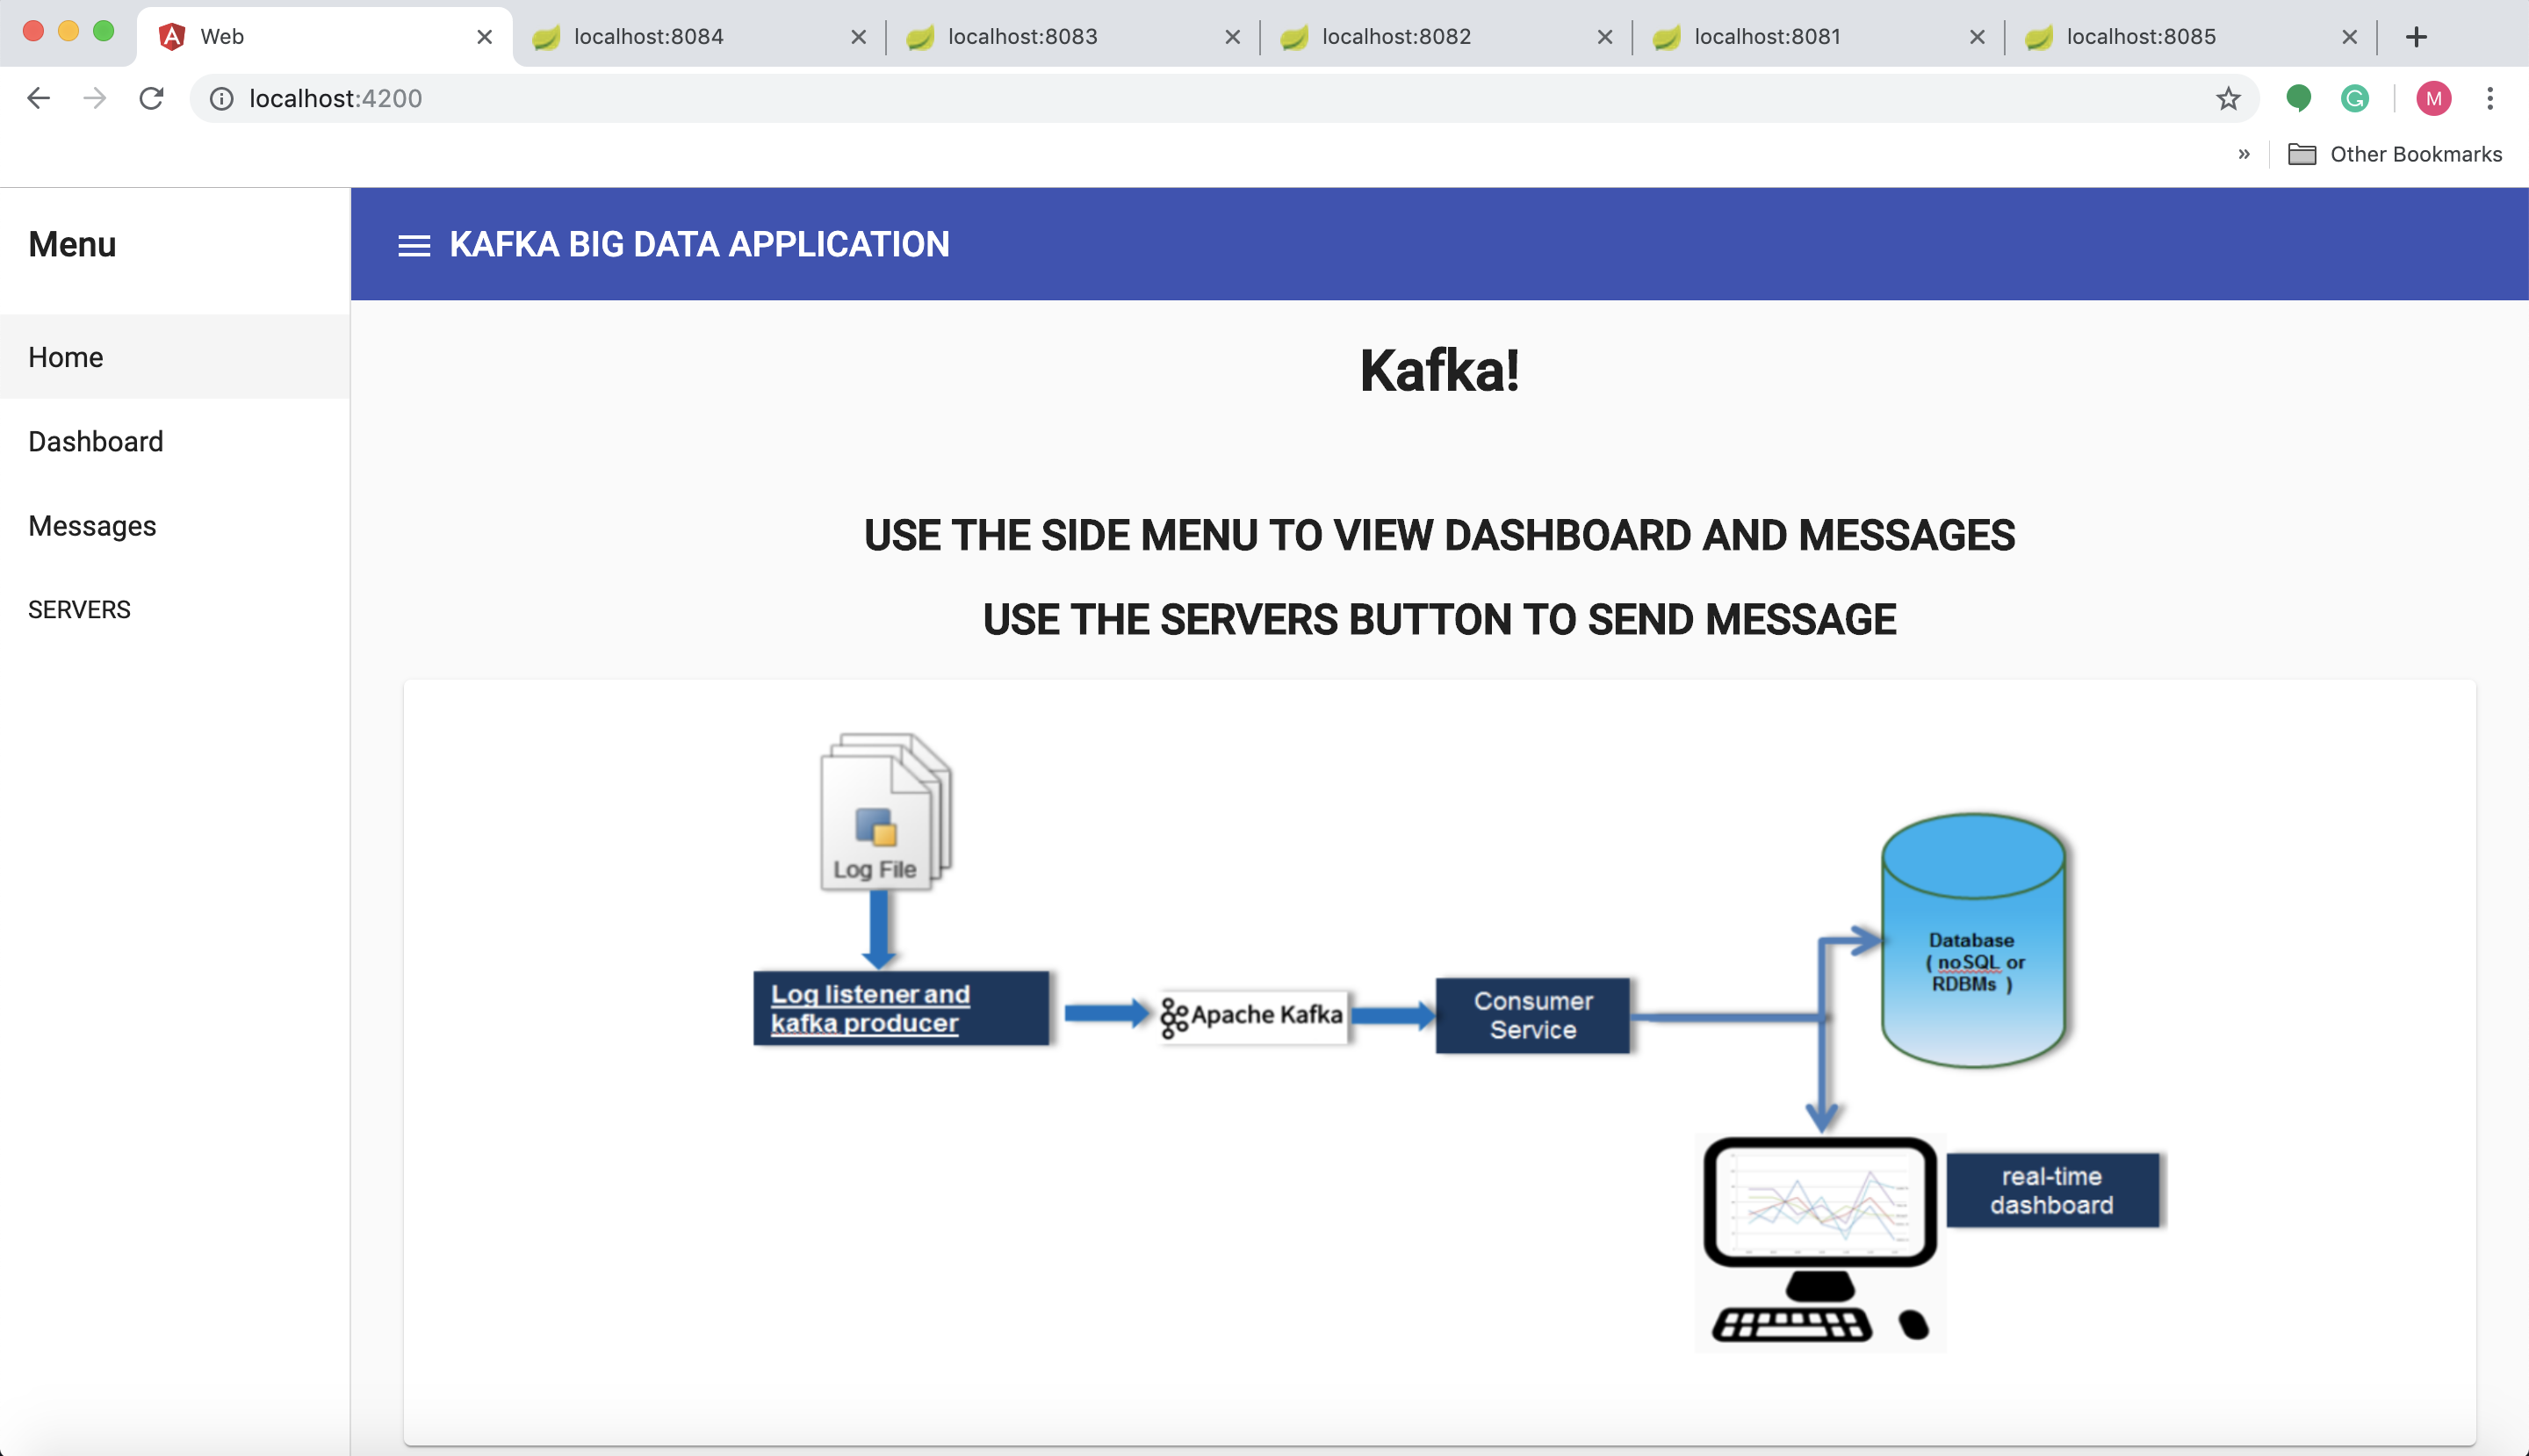 Web
localhost:8084
localhost:8083
localhost:8082
localhost:8081
localhost:8085
localhost:4200
M
» Other Bookmarks
Menu
KAFKA BIG DATA APPLICATION
Home
Dashboard
Messages
SERVERS
Kafka!
USE THE SIDE MENU TO VIEW DASHBOARD AND MESSAGES
USE THE SERVERS BUTTON TO SEND MESSAGE
Log File
Log listener and
kafka producer
Apache Kafka
Consumer
Service
Database
( noSQL or
RDBMs )
real-time
dashboard